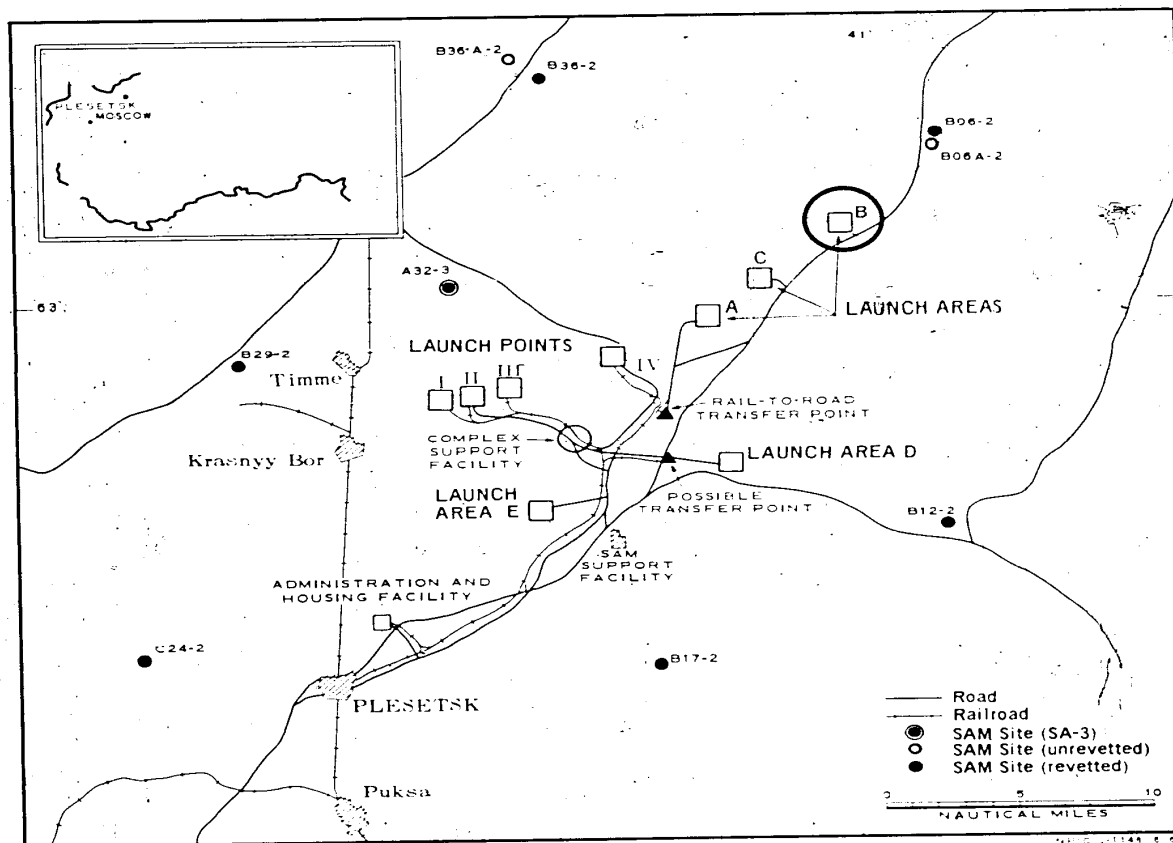 41
B36-A-2
B36-2
PLESETSK
MOSCOW
B06-2
B06A-2
B
C
A32-3
A
LAUNCH AREAS
63
LAUNCH POINTS
IV
B29-2
Timme
I
II
III
RAIL-TO-ROAD
TRANSFER POINT
COMPLEX
SUPPORT
FACILITY
Krasnyy Bor
LAUNCH AREA D
LAUNCH
AREA E
POSSIBLE
TRANSFER POINT
B12-2
SAM
SUPPORT
FACILITY
ADMINISTRATION AND
HOUSING FACILITY
C24-2
B17-2
PLESETSK
Road
Railroad
SAM Site (SA-3)
SAM Site (unrevetted)
SAM Site (revetted)
Puksa
0 5 10
NAUTICAL MILES